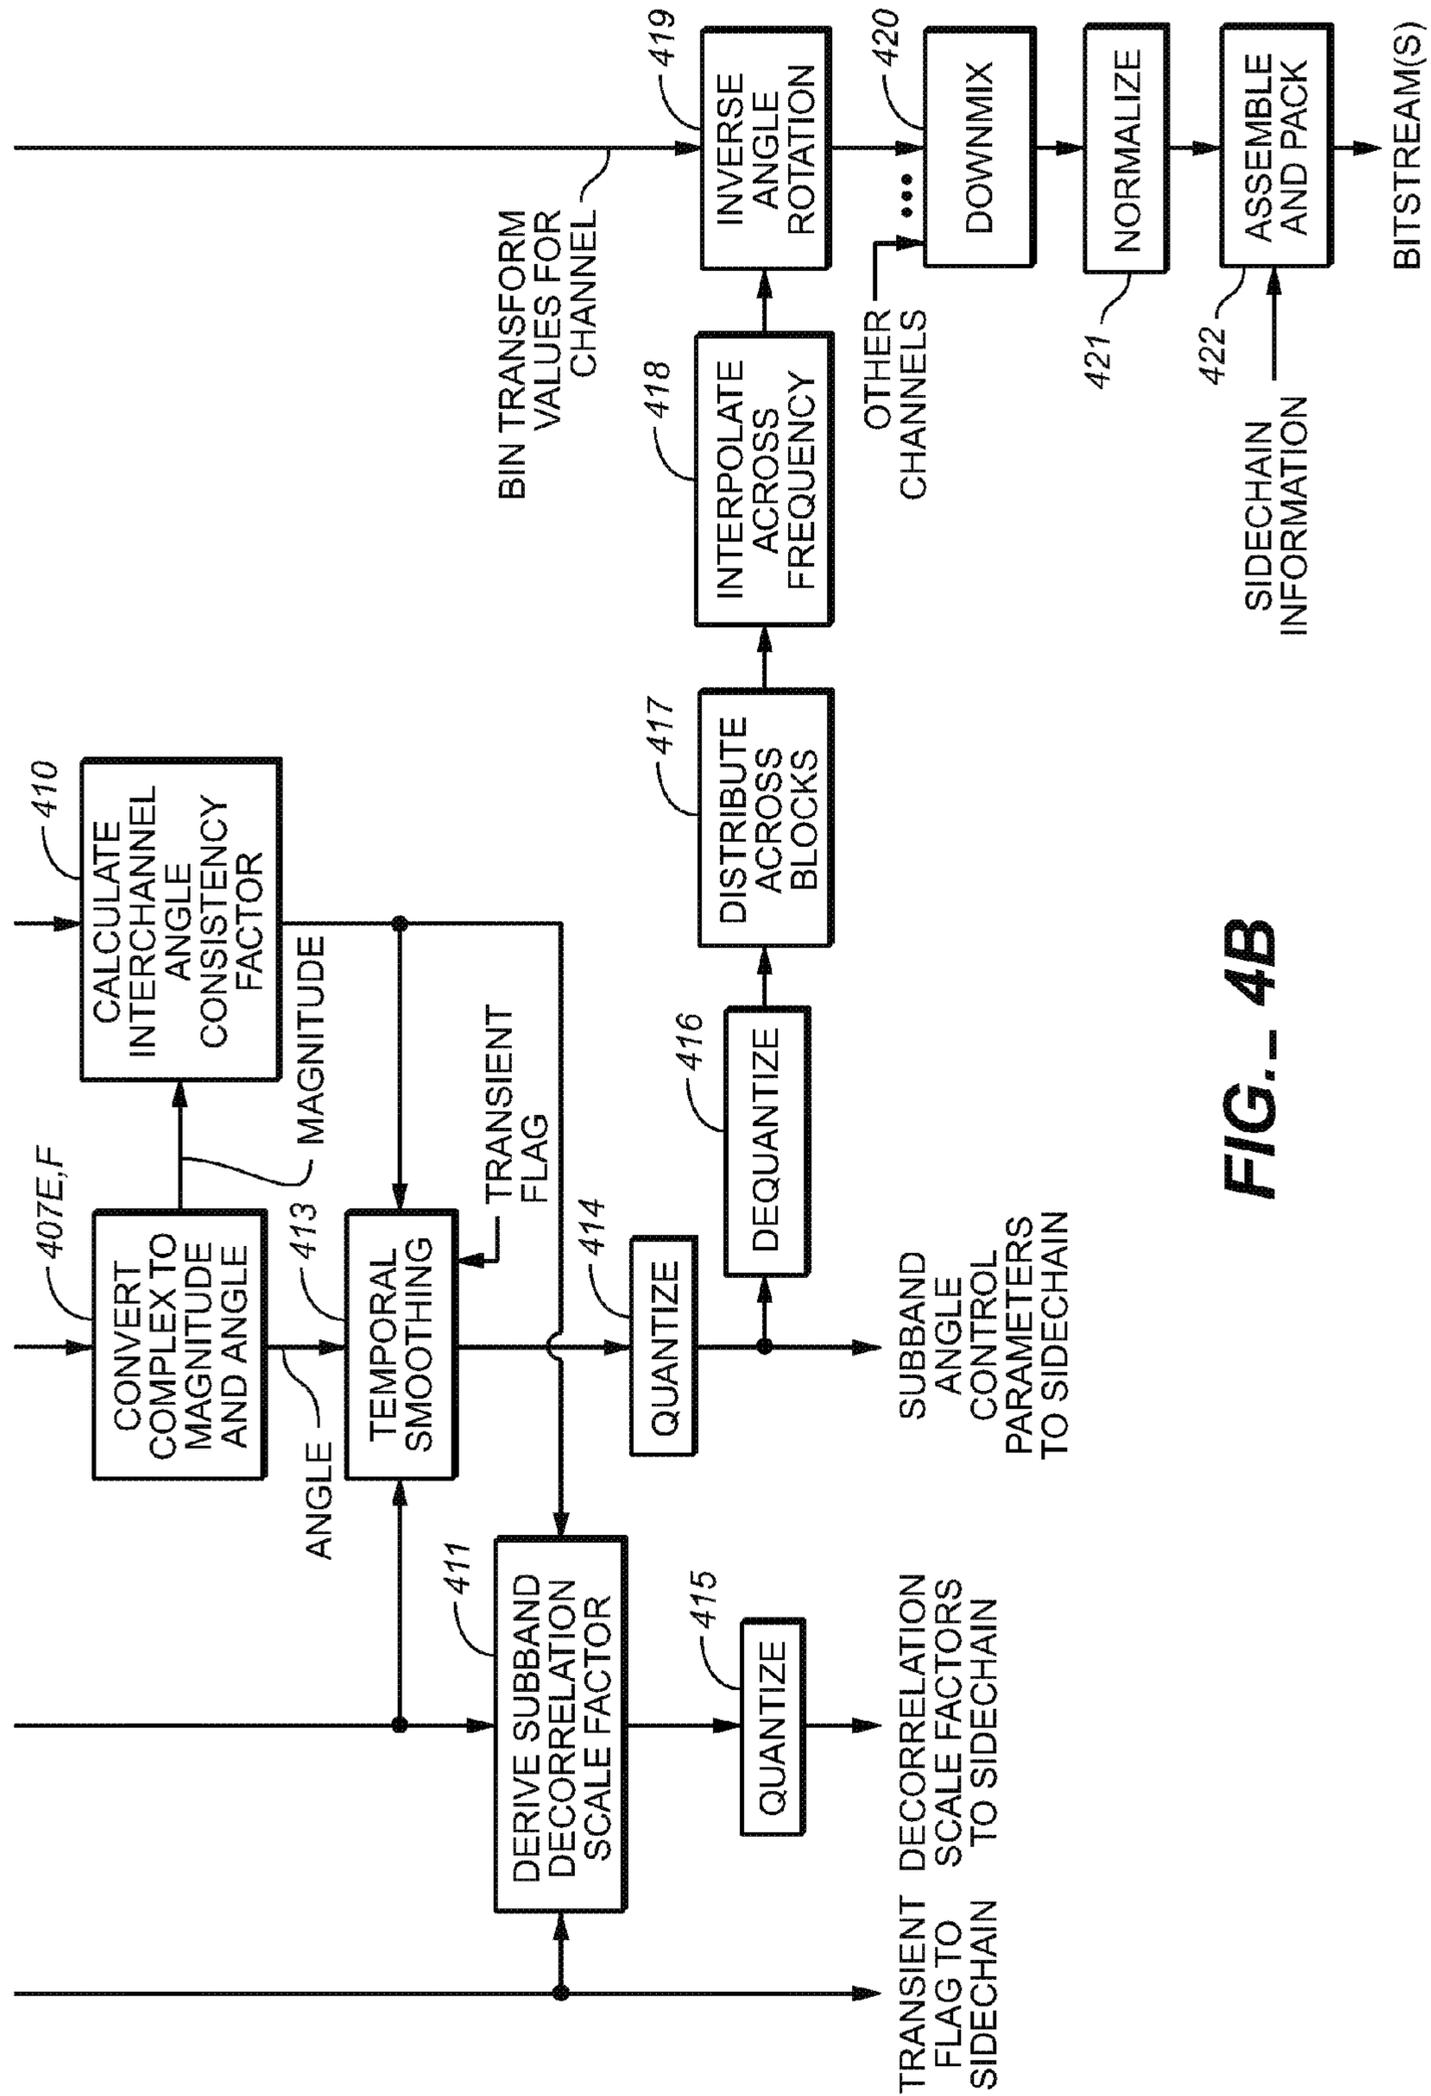 407E,F
CONVERT
COMPLEX TO
MAGNITUDE
AND ANGLE
410
CALCULATE
INTERCHANNEL
ANGLE
CONSISTENCY
FACTOR
MAGNITUDE
ANGLE
413
TEMPORAL
SMOOTHING
TRANSIENT
FLAG
411
DERIVE SUBBAND
DECORRELATION
SCALE FACTOR
414
QUANTIZE
415
QUANTIZE
416
DEQUANTIZE
417
DISTRIBUTE
ACROSS
BLOCKS
418
INTERPOLATE
ACROSS
FREQUENCY
BIN TRANSFORM
VALUES FOR
CHANNEL
419
INVERSE
ANGLE
ROTATION
OTHER
CHANNELS
420
DOWNMIX
421
NORMALIZE
422
ASSEMBLE
AND PACK
SIDECHAIN
INFORMATION
BITSTREAM(S)
TRANSIENT
FLAG TO
SIDECHAIN
DECORRELATION
SCALE FACTORS
TO SIDECHAIN
SUBBAND
ANGLE
CONTROL
PARAMETERS
TO SIDECHAIN
FIG._ 4B